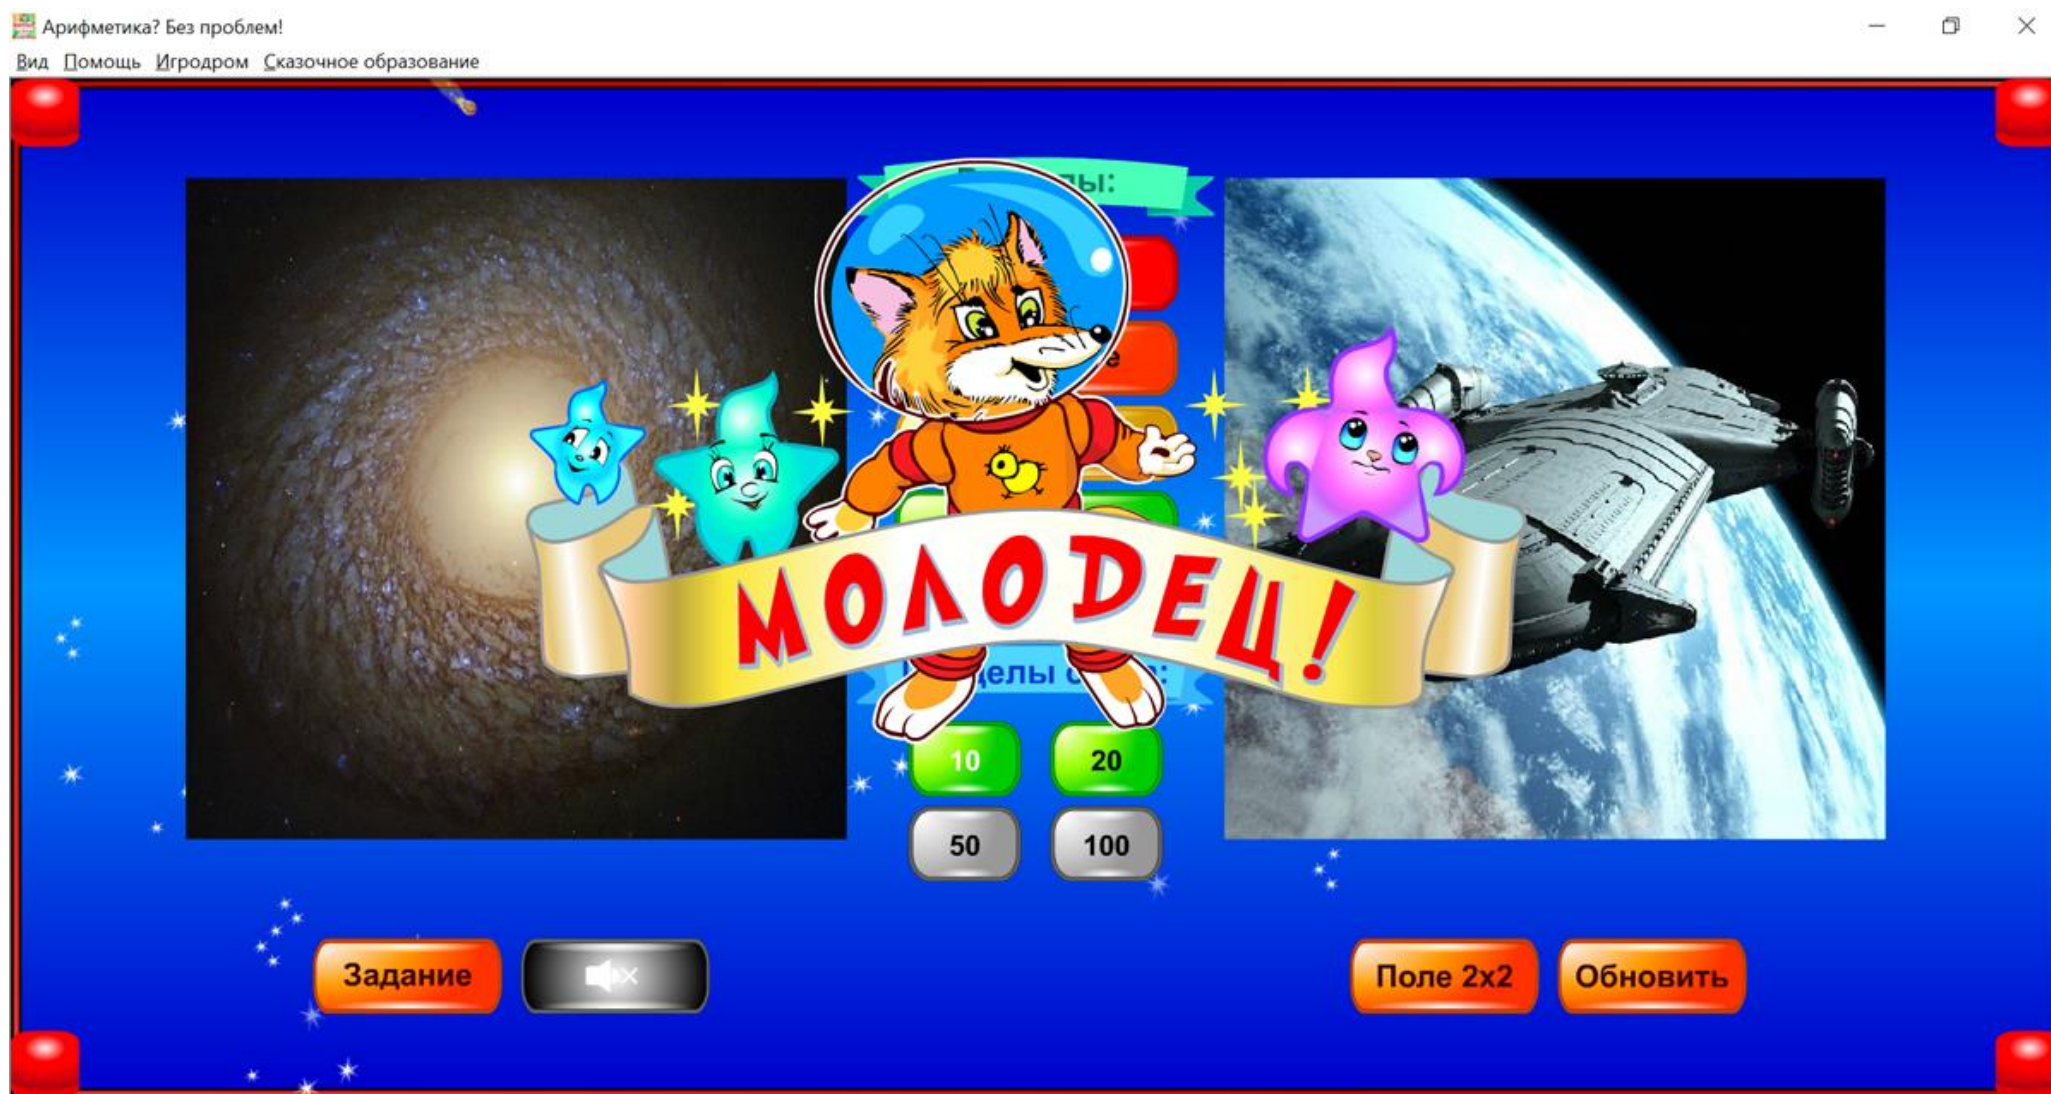 Арифметика? Без проблем!
Вид Помощь Игродром Сказочное образование
МОЛОДЕЦ!
10 20
50 100
Задание Поле 2x2 Обновить